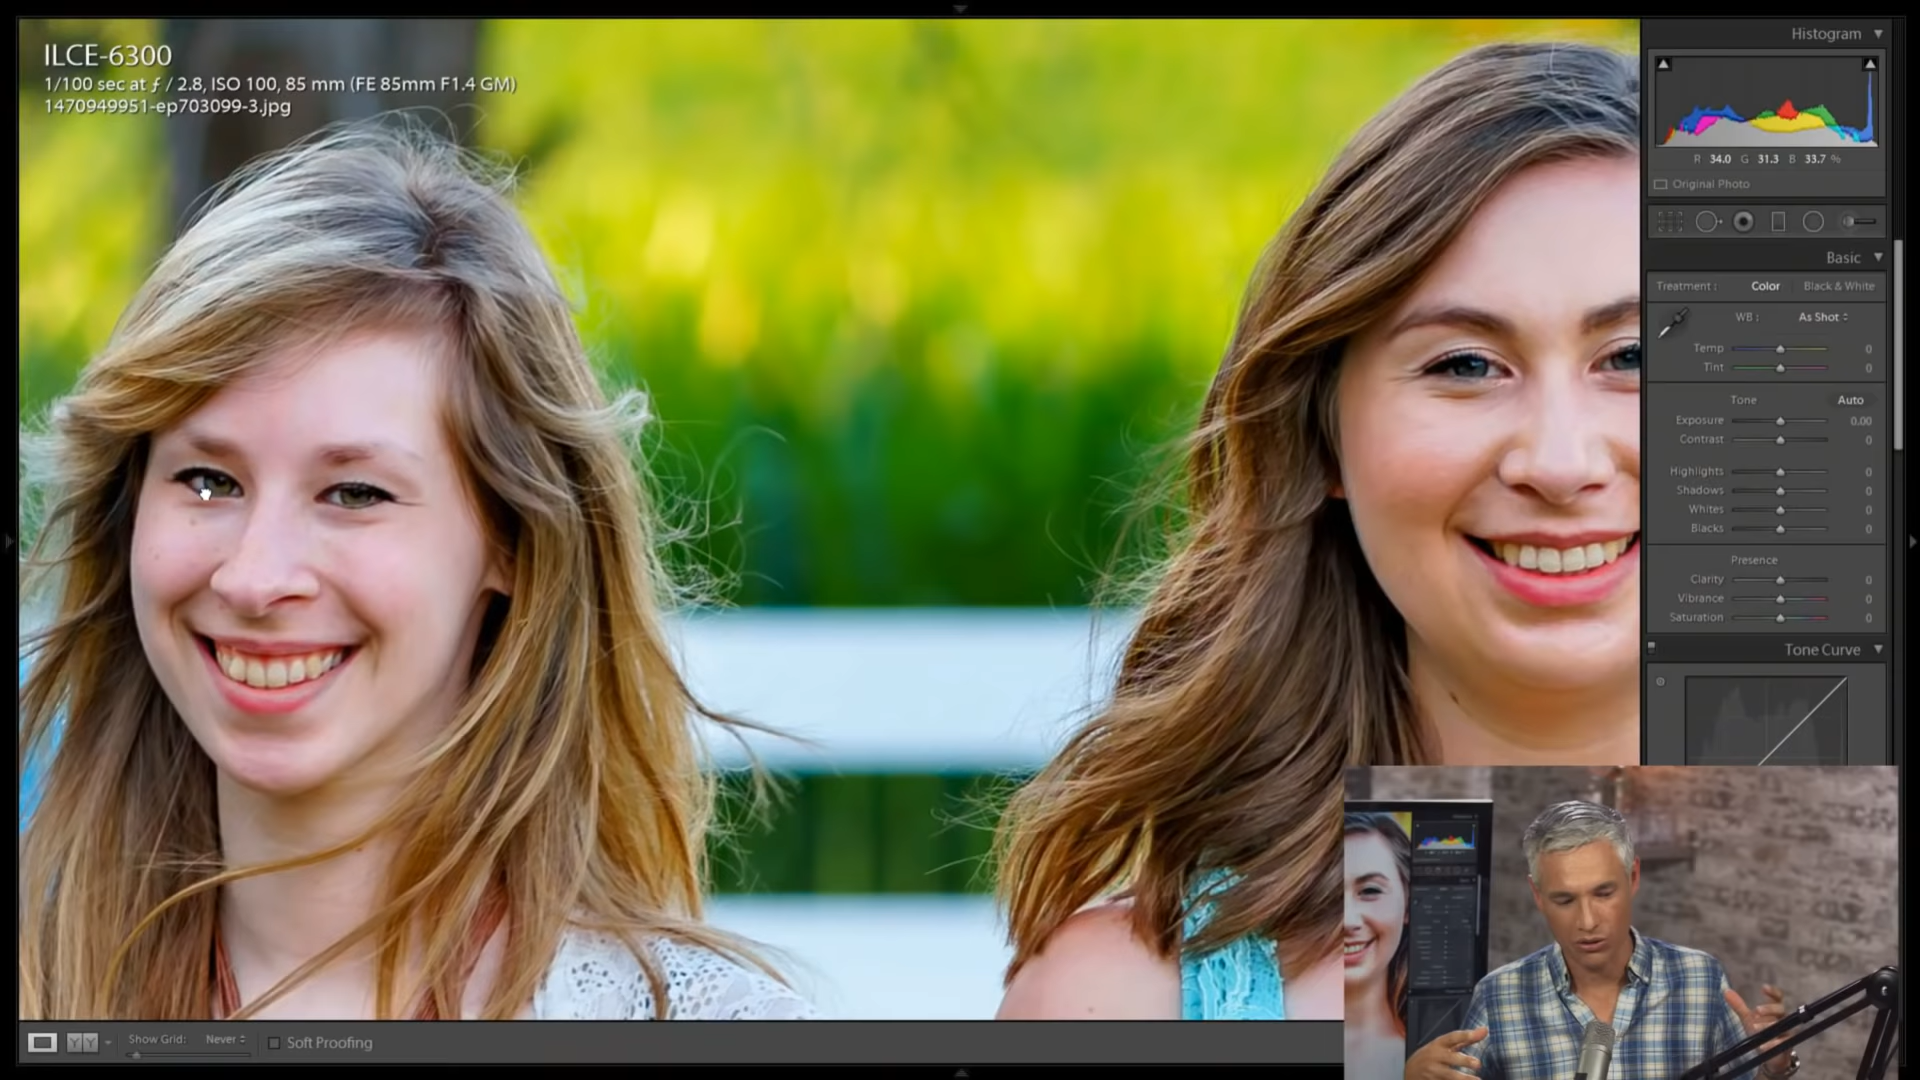 ILCE-6300
1/100 sec at ƒ / 2.8, ISO 100, 85 mm (FE 85mm F1.4 GM)
1470949951-ep703099-3.jpg
Histogram
R 34.0 G 31.3 B 33.7 %
Original Photo
Basic
Treatment : Color Black & White
WB : As Shot
Temp 0
Tint 0
Tone Auto
Exposure 0.00
Contrast 0
Highlights 0
Shadows 0
Whites 0
Blacks 0
Presence
Clarity 0
Vibrance 0
Saturation 0
Tone Curve
Y Y Show Grid: Never Soft Proofing